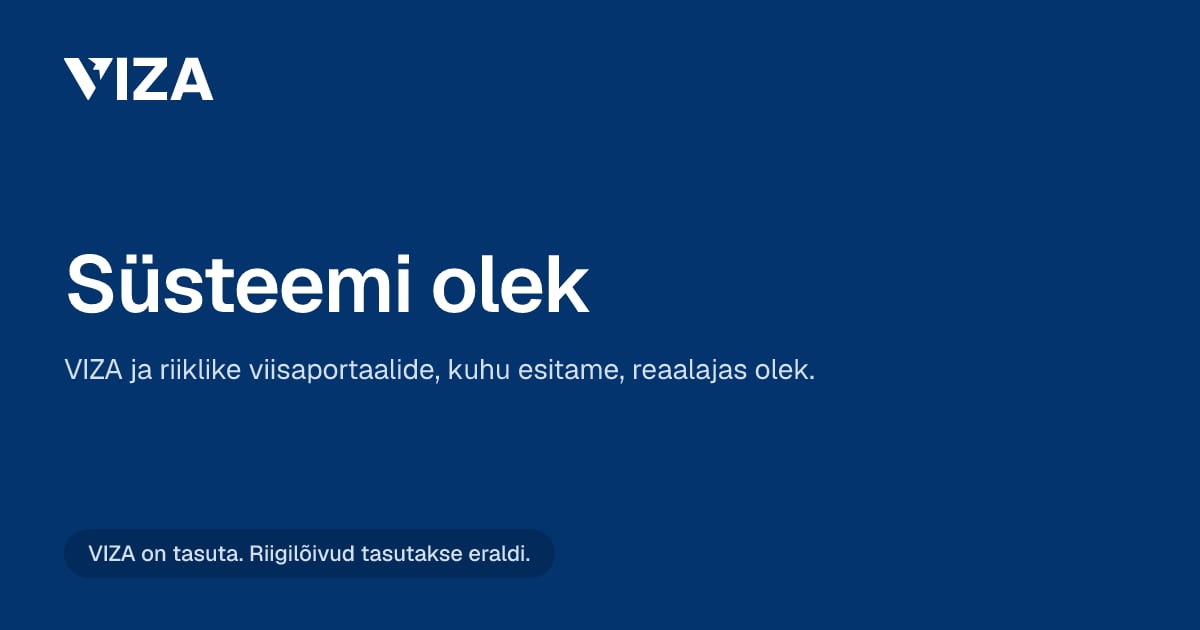 VIZA
Süsteemi olek
VIZA ja riiklike viisaportaalide, kuhu esitame, reaalajas olek.
VIZA on tasuta. Riigilõivud tasutakse eraldi.